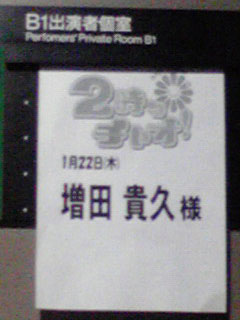 B1出演者個室
Perfomers' Private Room B1
2時っ
チャオ!
1月22日(木)
増田 貴久 様